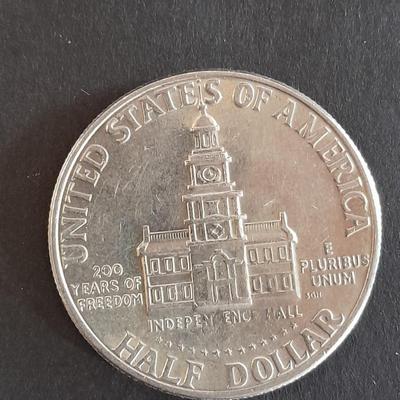 UNITED STATES OF AMERICA
200
YEARS OF
FREEDOM
E
PLURIBUS
UNUM
INDEPENDENCE HALL
HALF DOLLAR